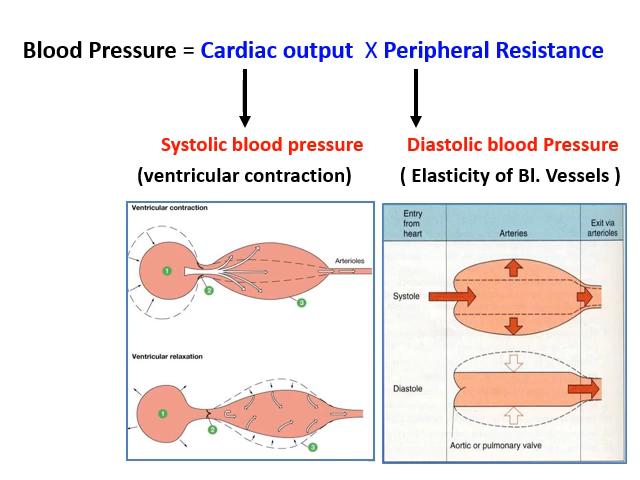 Blood Pressure = Cardiac output X Peripheral Resistance
Systolic blood pressure
(ventricular contraction)
Diastolic blood Pressure
( Elasticity of Bl. Vessels )
Ventricular contraction
1
2
3
Arterioles
Ventricular relaxation
1
2
3
Entry
from
heart
Arteries
Exit via
arterioles
Systole
Diastole
Aortic or pulmonary valve